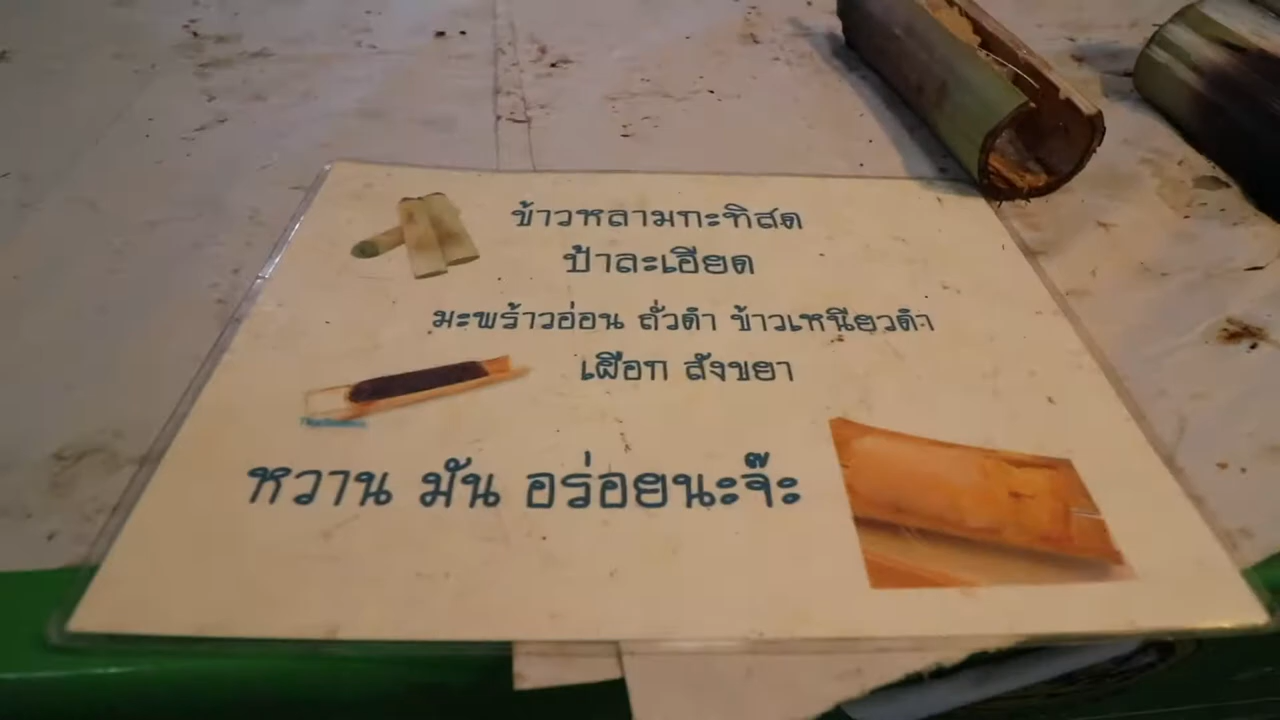 ข้าวหลามกะทิสด
ป้าละเอียด
มะพร้าวอ่อน ถั่วดำ ข้าวเหนียวดำ
เผือก สังขยา
หวาน มัน อร่อยนะจ๊ะ